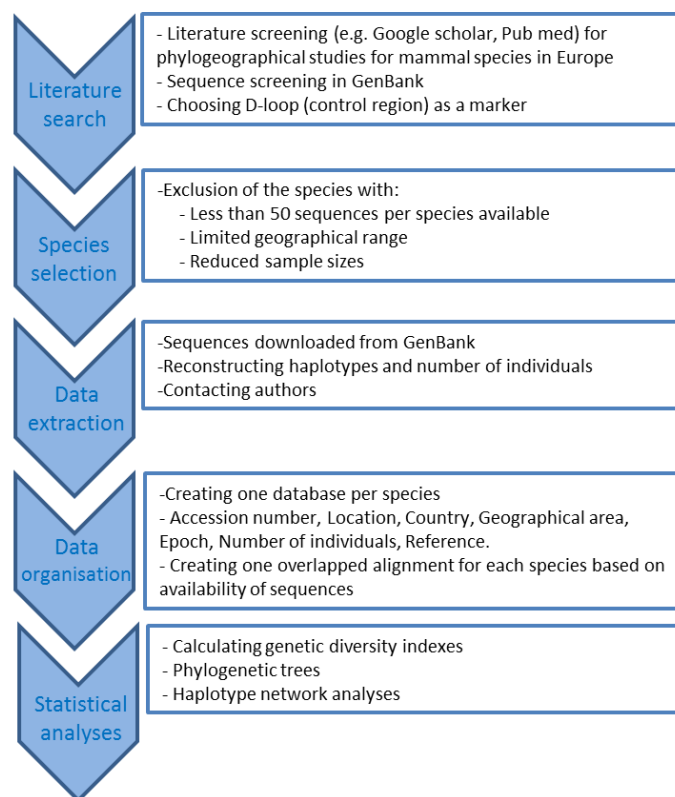 Literature
search
- Literature screening (e.g. Google scholar, Pub med) for
phylogeographical studies for mammal species in Europe
- Sequence screening in GenBank
- Choosing D-loop (control region) as a marker
Species
selection
-Exclusion of the species with:
- Less than 50 sequences per species available
- Limited geographical range
- Reduced sample sizes
Data
extraction
-Sequences downloaded from GenBank
-Reconstructing haplotypes and number of individuals
-Contacting authors
Data
organisation
-Creating one database per species
- Accession number, Location, Country, Geographical area,
Epoch, Number of individuals, Reference.
- Creating one overlapped alignment for each species based on
availability of sequences
Statistical
analyses
- Calculating genetic diversity indexes
- Phylogenetic trees
- Haplotype network analyses